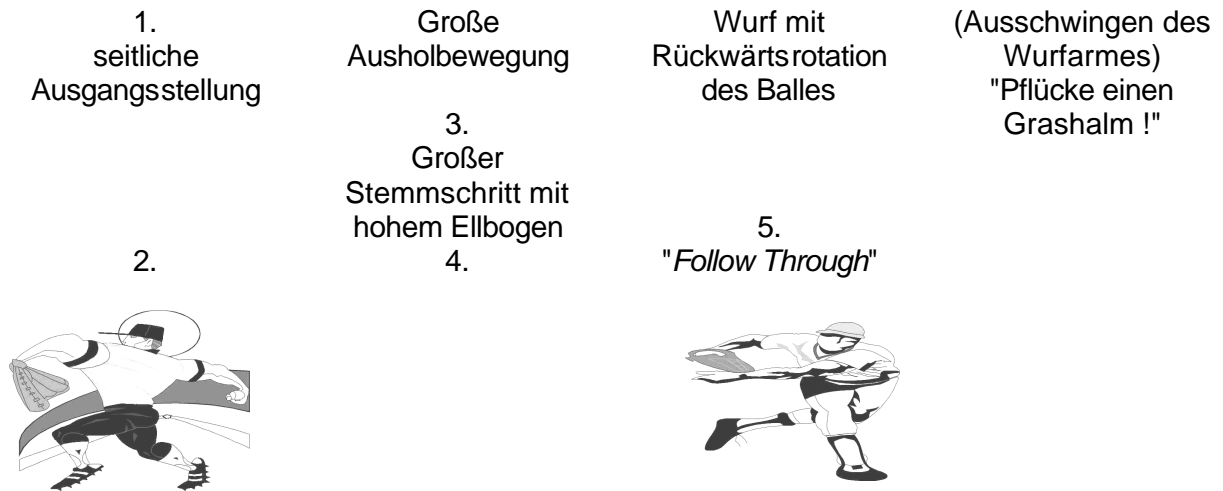 1.
seitliche
Ausgangsstellung
2.
Große
Ausholbewegung
3.
Großer
Stemmschritt mit
hohem Ellbogen
4.
Wurf mit
Rückwärtsrotation
des Balles
5.
"Follow Through"
(Ausschwingen des
Wurfarmes)
"Pflücke einen
Grashalm !"